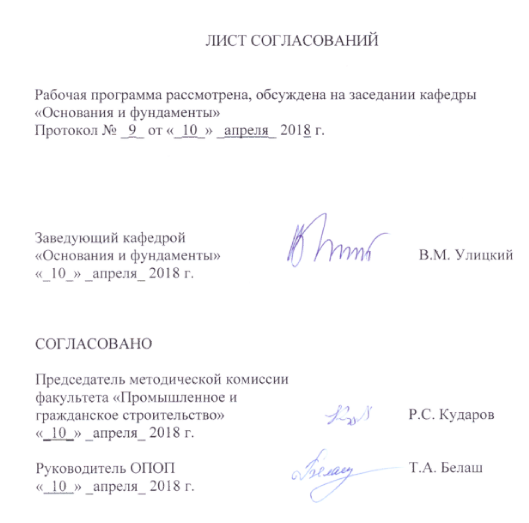 ЛИСТ СОГЛАСОВАНИЙ
Рабочая программа рассмотрена, обсуждена на заседании кафедры
«Основания и фундаменты»
Протокол № _9_ от «_10_» _апреля_ 2018 г.
Заведующий кафедрой
«Основания и фундаменты» В.М. Улицкий
«_10_» _апреля_ 2018 г.
СОГЛАСОВАНО
Председатель методической комиссии
факультета «Промышленное и
гражданское строительство» Р.С. Кударов
«_10_» _апреля_ 2018 г.
Руководитель ОПОП Т.А. Белаш
«_10_» _апреля_ 2018 г.